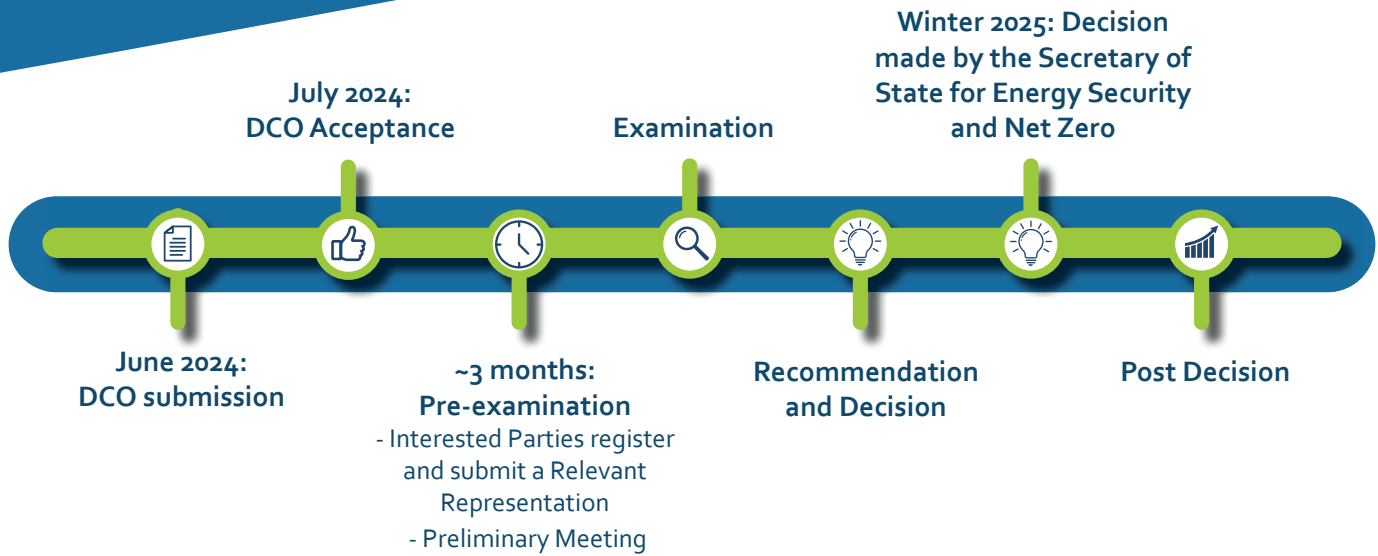 June 2024:
DCO submission
July 2024:
DCO Acceptance
~3 months:
Pre-examination
- Interested Parties register
and submit a Relevant
Representation
- Preliminary Meeting
Examination
Recommendation
and Decision
Winter 2025: Decision
made by the Secretary of
State for Energy Security
and Net Zero
Post Decision